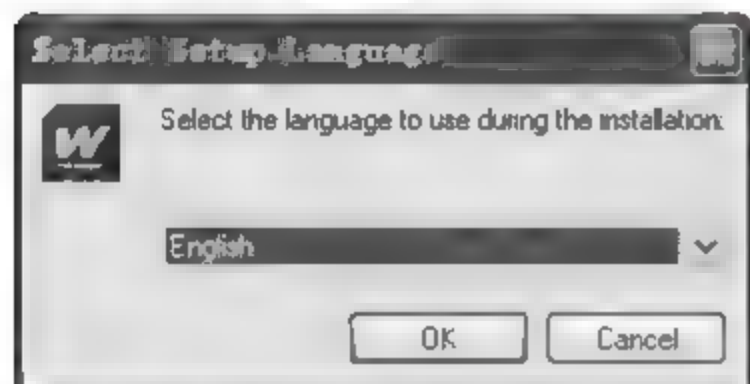 Select Setup Language
Select the language to use during the installation:
W
English
OK
Cancel